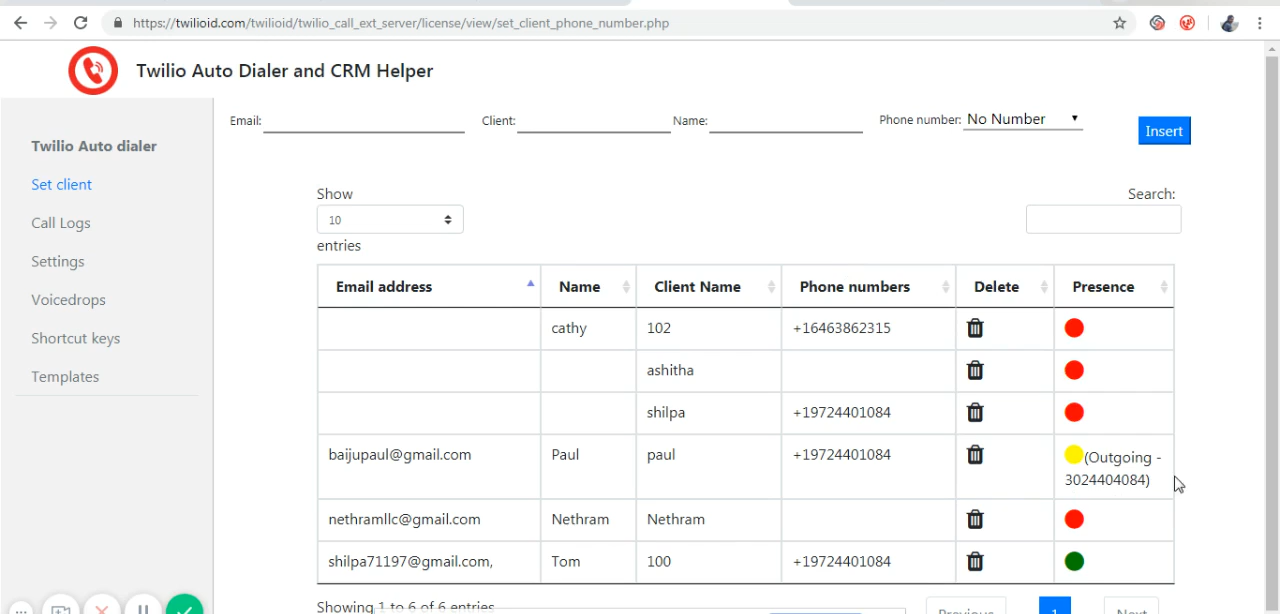 https://twilioid.com/twilioid/twilio_call_ext_server/license/view/set_client_phone_number.php
Twilio Auto Dialer and CRM Helper
Email: Client: Name: Phone number: No Number
Insert
Twilio Auto dialer
Set client
Call Logs
Settings
Voicedrops
Shortcut keys
Templates
Show
10
entries
Search:
Email address Name Client Name Phone numbers Delete Presence
cathy 102 +16463862315
ashitha
shilpa +19724401084
baijupaul@gmail.com Paul paul +19724401084 (Outgoing -
3024404084)
nethramllc@gmail.com Nethram Nethram
shilpa71197@gmail.com, Tom 100 +19724401084
Showing 1 to 6 of 6 entries
Previous 1 Next